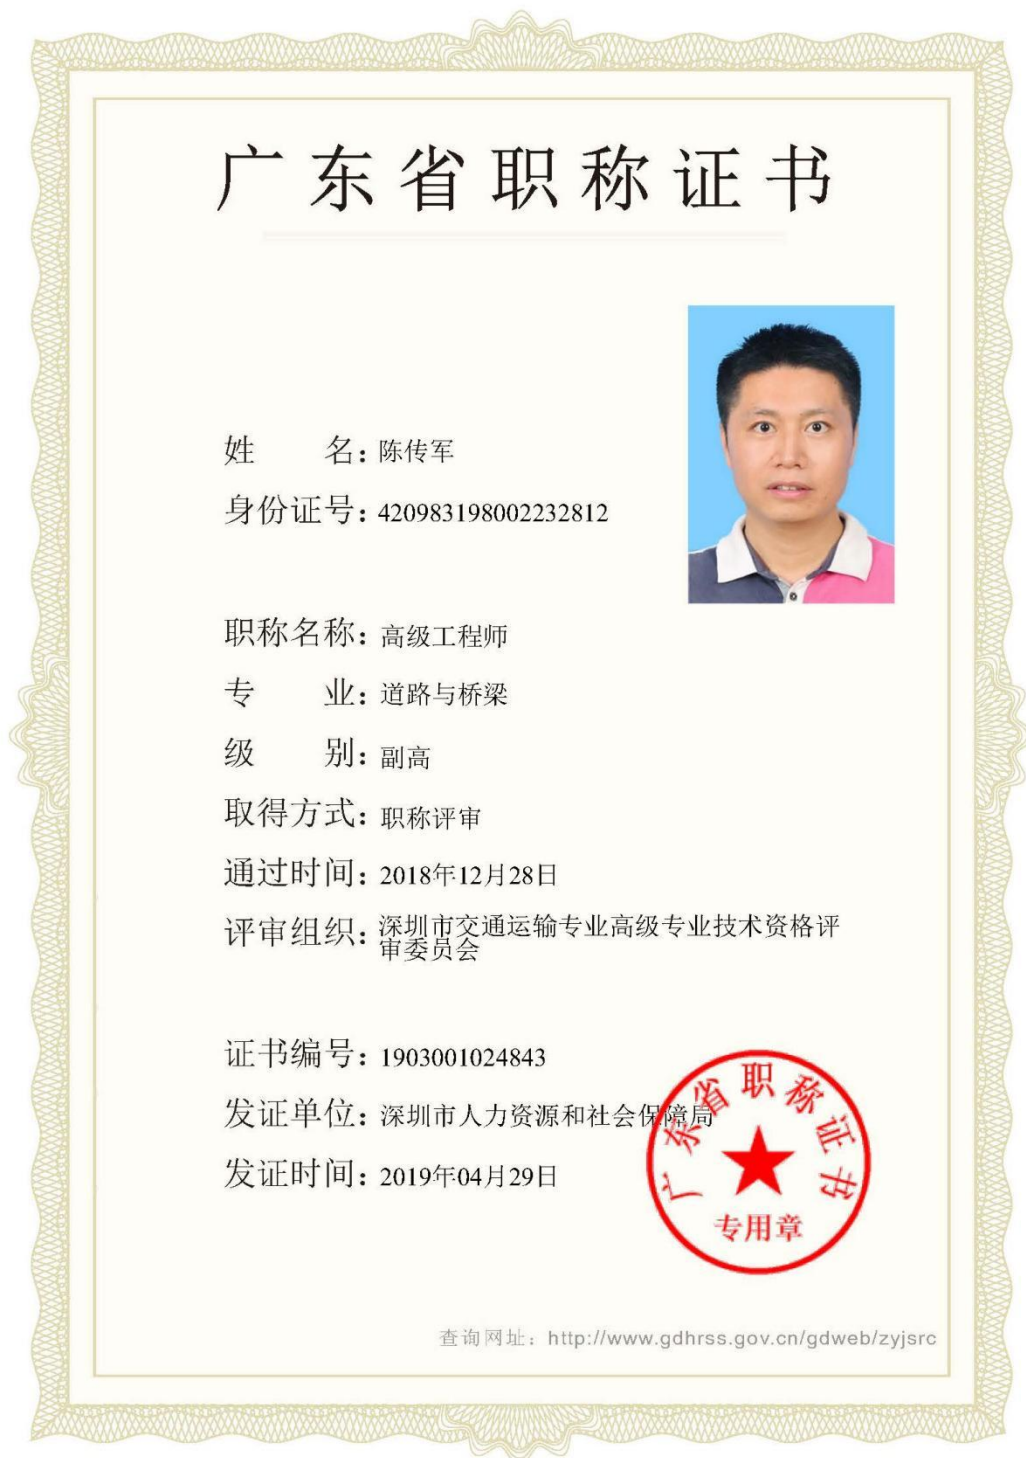 广东省职称证书
姓　　名：陈传军
身份证号：420983198002232812
职称名称：高级工程师
专　　业：道路与桥梁
级　　别：副高
取得方式：职称评审
通过时间：2018年12月28日
评审组织：深圳市交通运输专业高级专业技术资格评
审委员会
证书编号：1903001024843
发证单位：深圳市人力资源和社会保障局
发证时间：2019年04月29日
广东省职称证书
专用章
查询网址：http://www.gdhrss.gov.cn/gdweb/zyjsrc